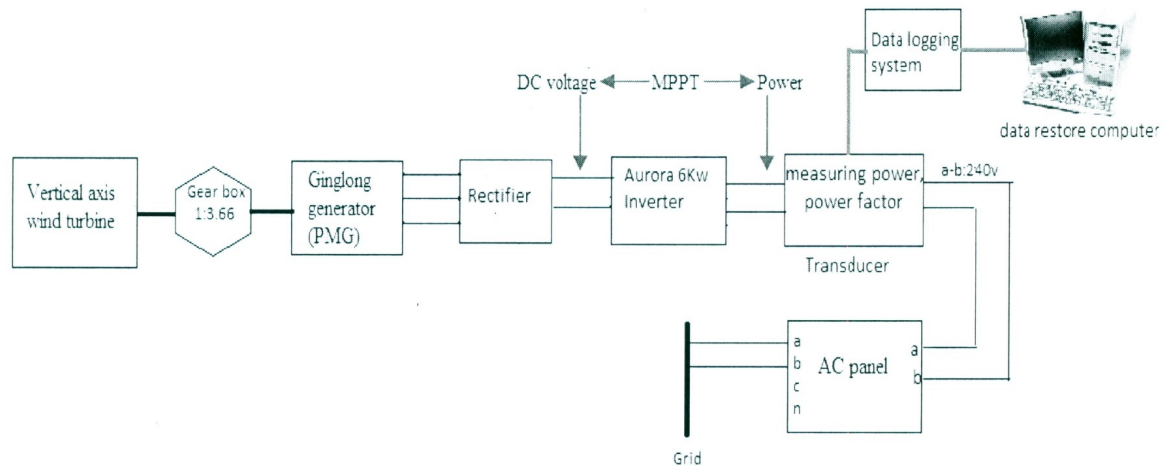 Data logging
system
data restore computer
DC voltage
MPPT
Power
Vertical axis
wind turbine
Gear box
1:3.66
Ginglong
generator
(PMG)
Rectifier
Aurora 6Kw
Inverter
measuring power,
power factor
Transducer
a-b:240v
a
b
c
n
AC panel
a
b
Grid